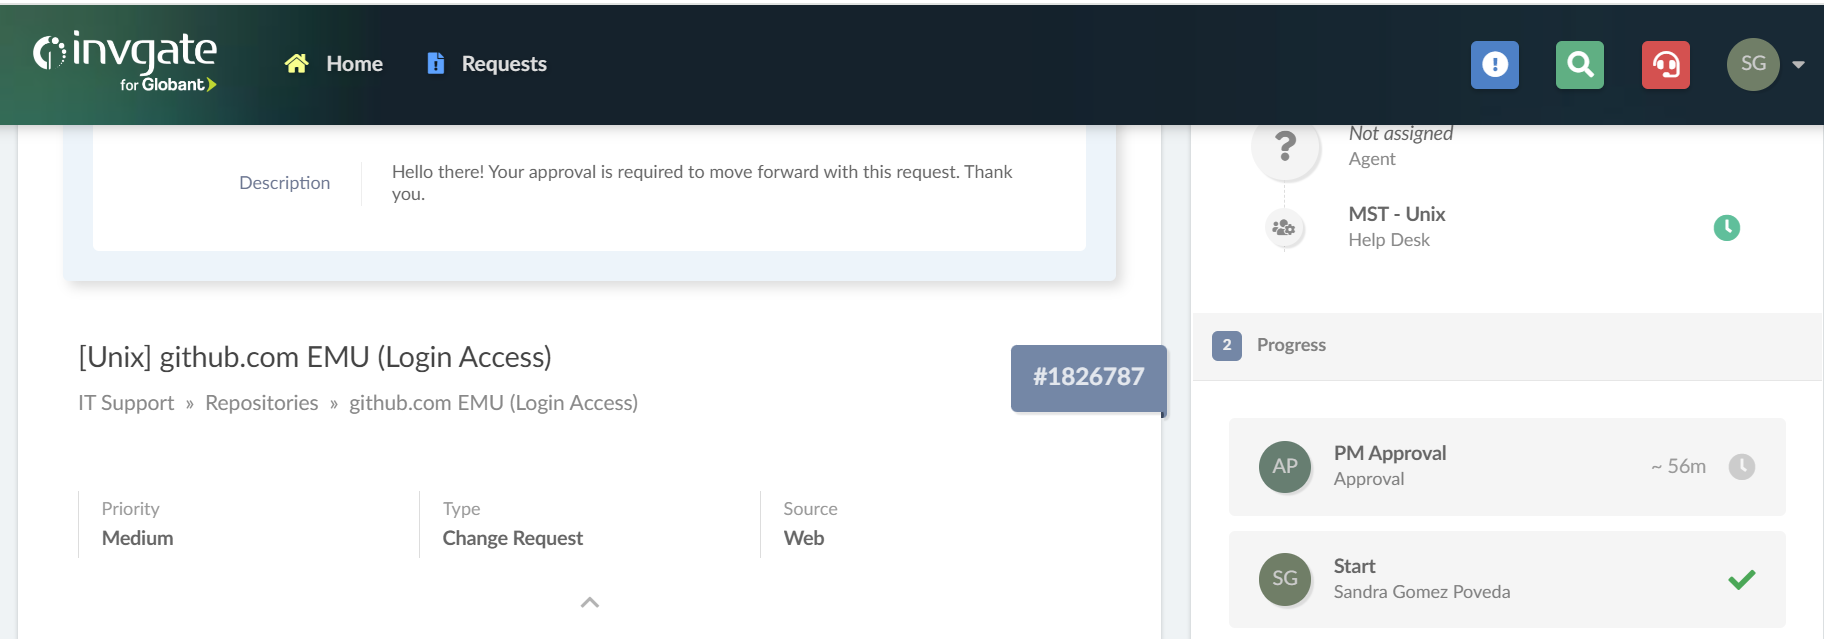 invgate
for Globant
Home
Requests
!
SG
Description
Hello there! Your approval is required to move forward with this request. Thank
you.
?
Not assigned
Agent
MST - Unix
Help Desk
[Unix] github.com EMU (Login Access)
#1826787
IT Support » Repositories » github.com EMU (Login Access)
Priority
Medium
Type
Change Request
Source
Web
2
Progress
AP
PM Approval
Approval
~ 56m
SG
Start
Sandra Gomez Poveda